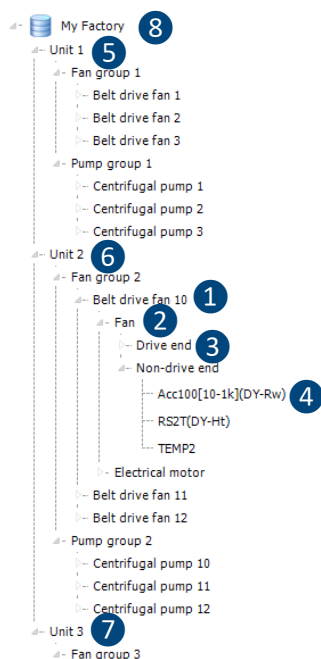 My Factory 8
Unit 1 5
Fan group 1
Belt drive fan 1
Belt drive fan 2
Belt drive fan 3
Pump group 1
Centrifugal pump 1
Centrifugal pump 2
Centrifugal pump 3
Unit 2 6
Fan group 2
Belt drive fan 10 1
Fan 2
Drive end 3
Non-drive end
Acc100[10-1k](DY-Rw) 4
RS2T(DY-Ht)
TEMP2
Electrical motor
Belt drive fan 11
Belt drive fan 12
Pump group 2
Centrifugal pump 10
Centrifugal pump 11
Centrifugal pump 12
Unit 3 7
Fan group 3